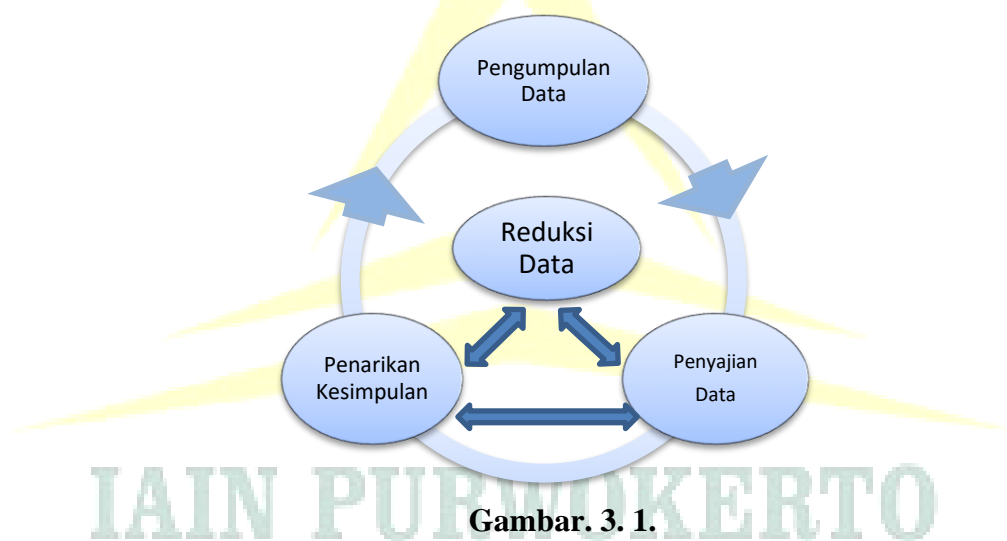 Pengumpulan
Data
Reduksi
Data
Penarikan
Kesimpulan
Penyajian
Data
IAIN PURWOKERTO
Gambar. 3. 1.